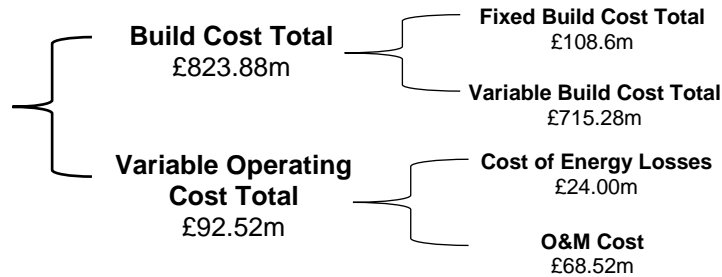 Build Cost Total
£823.88m
Fixed Build Cost Total
£108.6m
Variable Build Cost Total
£715.28m
Variable Operating
Cost Total
£92.52m
Cost of Energy Losses
£24.00m
O&M Cost
£68.52m